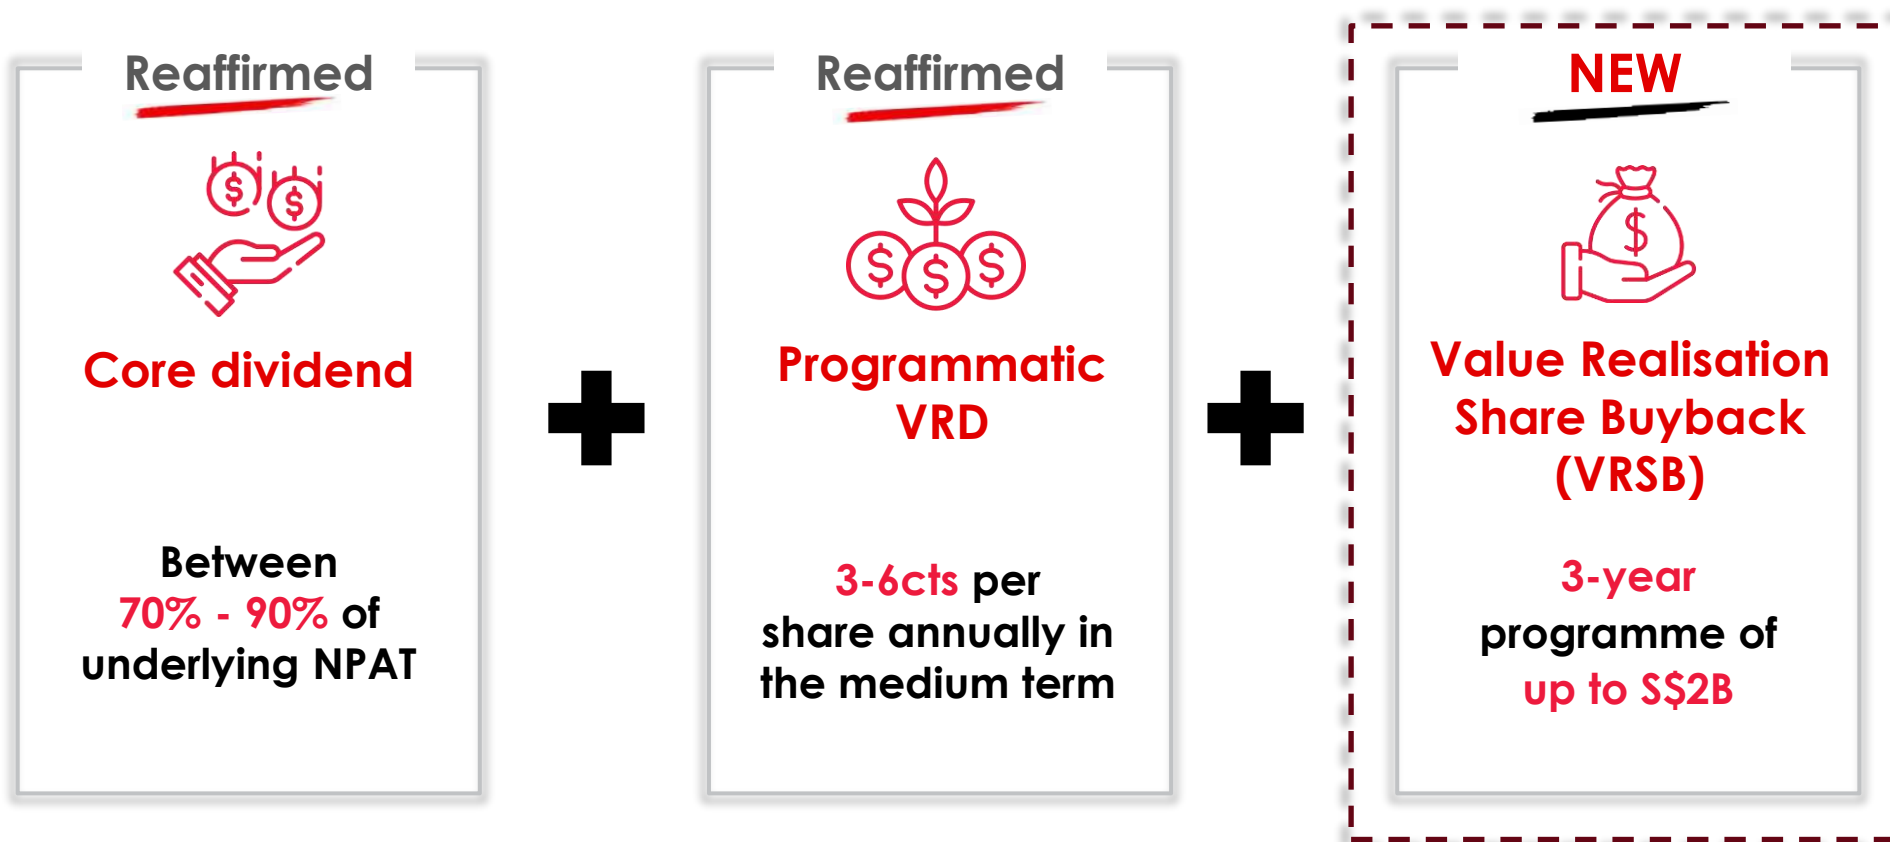 Reaffirmed
Core dividend
Between
70% - 90% of
underlying NPAT
Reaffirmed
Programmatic
VRD
3-6cts per
share annually in
the medium term
NEW
Value Realisation
Share Buyback
(VRSB)
3-year
programme of
up to S$2B